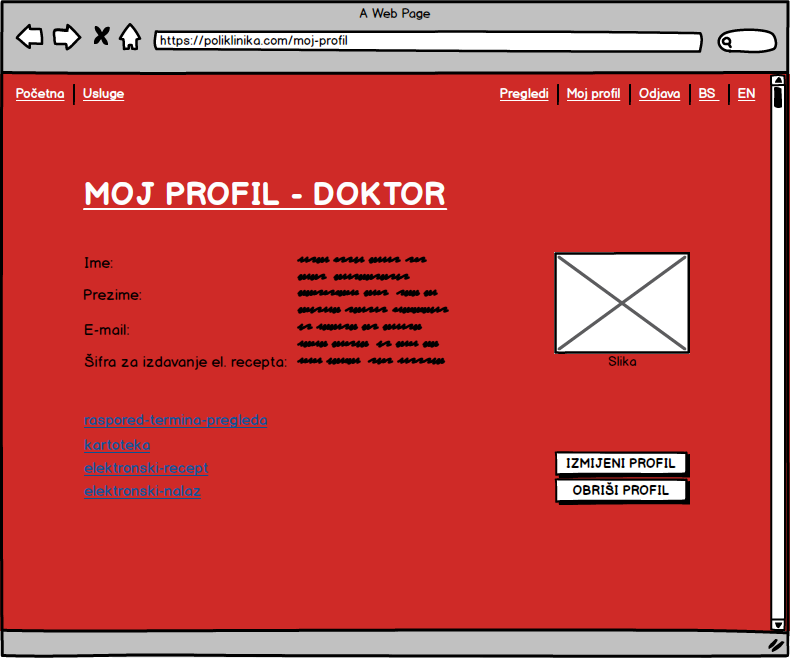 A Web Page
https://poliklinika.com/moj-profil
Početna Usluge Pregledi Moj profil Odjava BS EN
MOJ PROFIL - DOKTOR
Ime:
Prezime:
E-mail:
Šifra za izdavanje el. recepta:
Slika
raspored-termina-pregleda
kartoteka
elektronski-recept
elektronski-nalaz
IZMIJENI PROFIL
OBRIŠI PROFIL